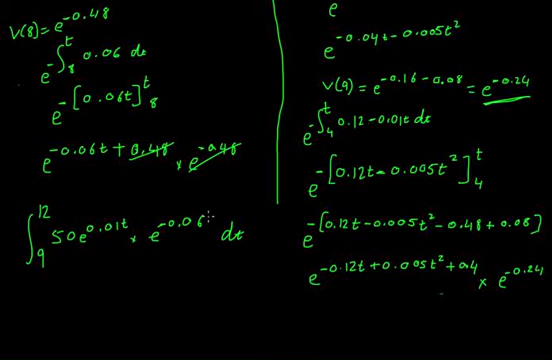 V(8) = e^{-0.48}
e^{-∫_8^t 0.06 dt}
e^{-[0.06t]_8^t}
e^{-0.06t + 0.48} × e^{-0.48}
∫_9^{12} 50e^{0.01t} × e^{-0.06} dt
e
e^{-0.04t - 0.005t^2}
V(9) = e^{-0.16 - 0.08} = e^{-0.24}
e^{-∫_4^t 0.12 - 0.01t dt}
e^{-[0.12t - 0.005t^2]_4^t}
e^{-[0.12t - 0.005t^2 - 0.48 + 0.08]}
e^{-0.12t + 0.005t^2 + 0.4} × e^{-0.24}